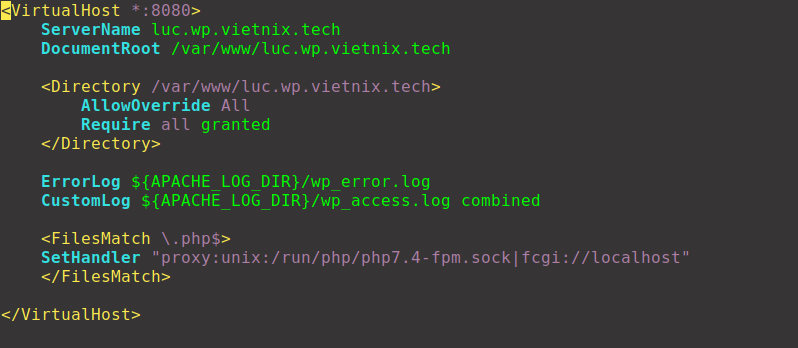 <VirtualHost *:8080>
    ServerName luc.wp.vietnix.tech
    DocumentRoot /var/www/luc.wp.vietnix.tech
    <Directory /var/www/luc.wp.vietnix.tech>
        AllowOverride All
        Require all granted
    </Directory>
    ErrorLog ${APACHE_LOG_DIR}/wp_error.log
    CustomLog ${APACHE_LOG_DIR}/wp_access.log combined
    <FilesMatch \.php$>
    SetHandler "proxy:unix:/run/php/php7.4-fpm.sock|fcgi://localhost"
    </FilesMatch>
</VirtualHost>